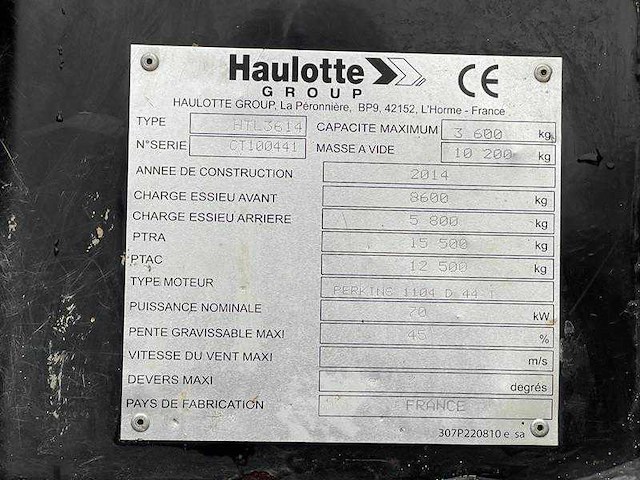 Haulotte
GROUP
CE
HAULOTTE GROUP, La Péronnière, BP9, 42152, L'Horme - France
TYPE HTL3614 CAPACITE MAXIMUM 3 600 kg
N°SERIE CT100441 MASSE A VIDE 10 200 kg
ANNEE DE CONSTRUCTION 2014
CHARGE ESSIEU AVANT 8600 kg
CHARGE ESSIEU ARRIERE 5 800 kg
PTRA 15 500 kg
PTAC 12 500 kg
TYPE MOTEUR PERKINS 1104 D 44 T
PUISSANCE NOMINALE 70 kW
PENTE GRAVISSABLE MAXI 45 %
VITESSE DU VENT MAXI m/s
DEVERS MAXI degrés
PAYS DE FABRICATION FRANCE
307P220810 e sa